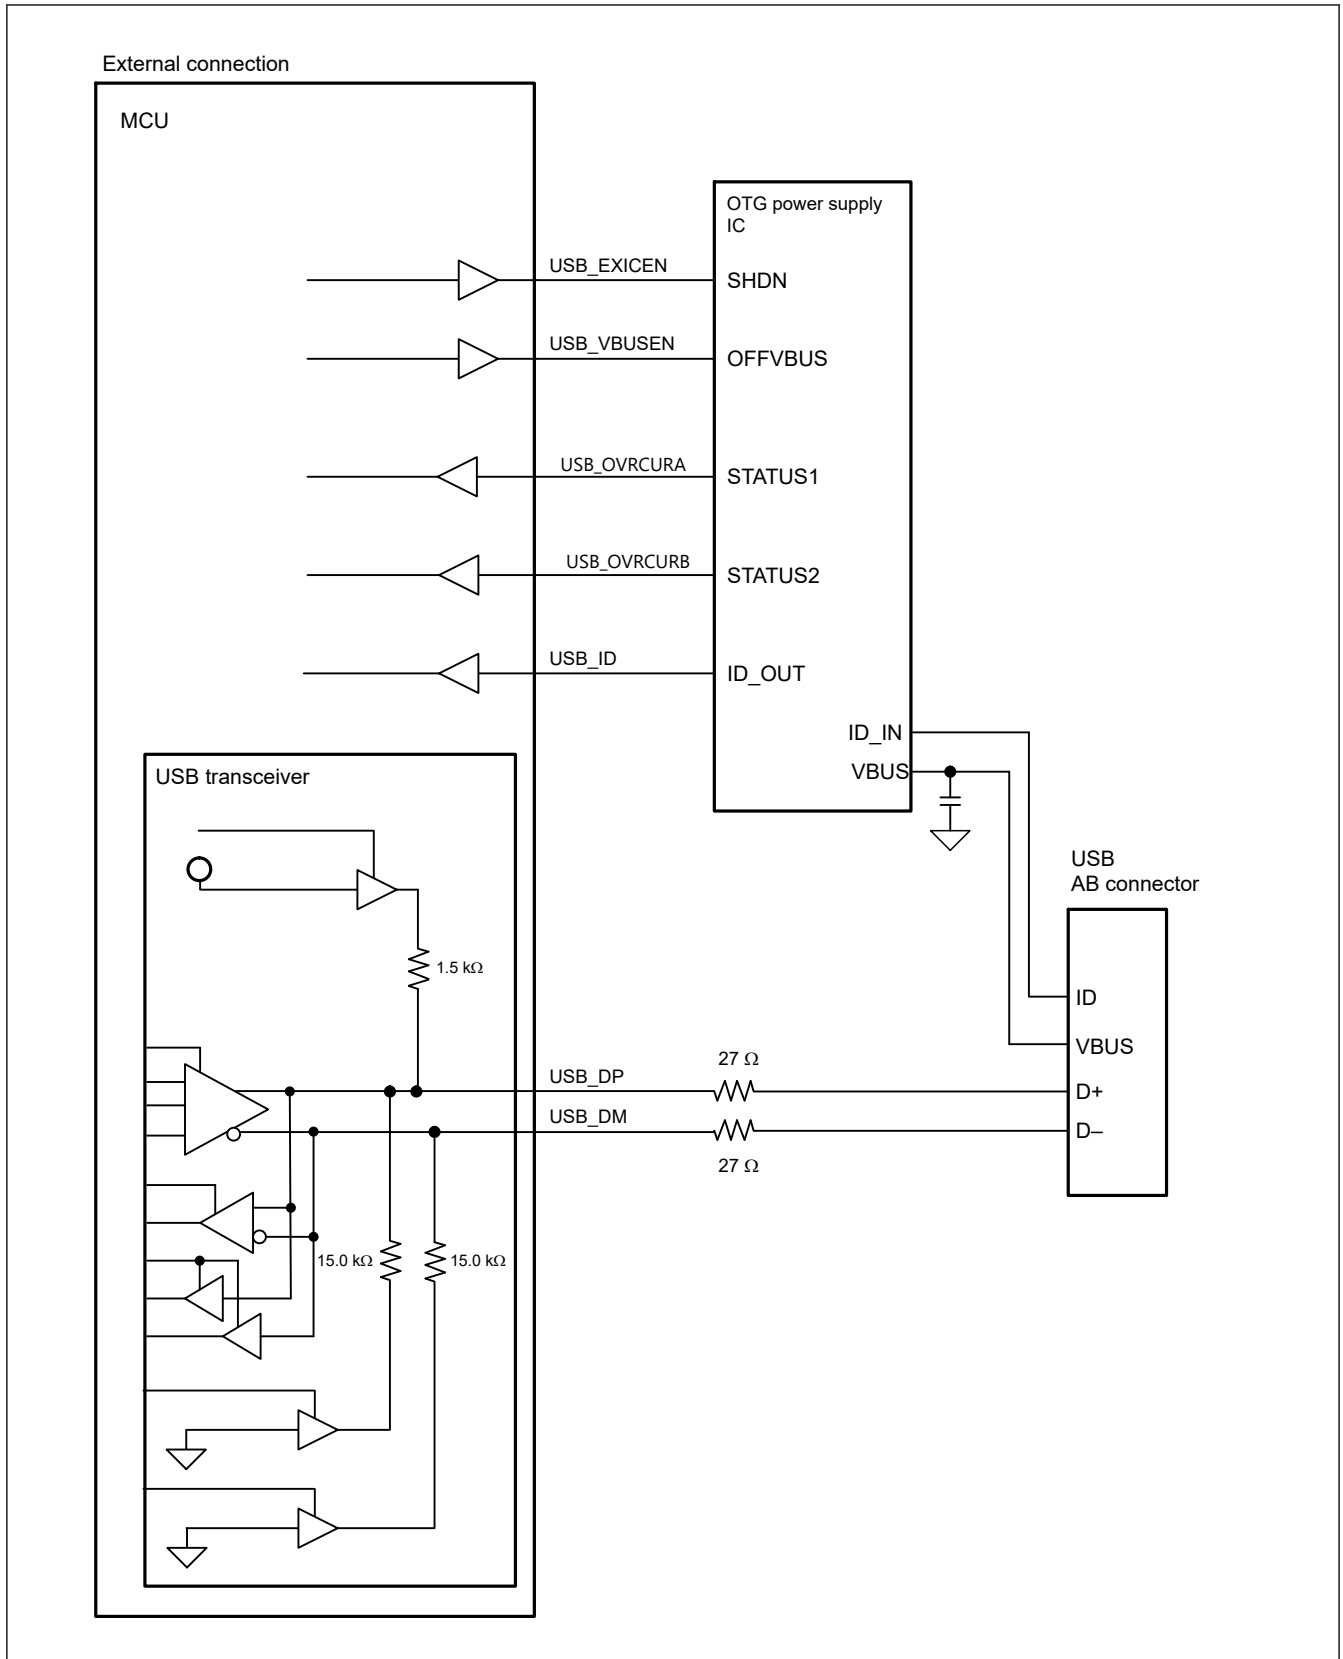 External connection
MCU
OTG power supply
IC
USB_EXICEN
SHDN
USB_VBUSEN
OFFVBUS
USB_OVRCURA
STATUS1
USB_OVRCURB
STATUS2
USB_ID
ID_OUT
ID_IN
VBUS
USB transceiver
USB
AB connector
1.5 kΩ
ID
VBUS
27 Ω
USB_DP
D+
USB_DM
D–
27 Ω
15.0 kΩ
15.0 kΩ